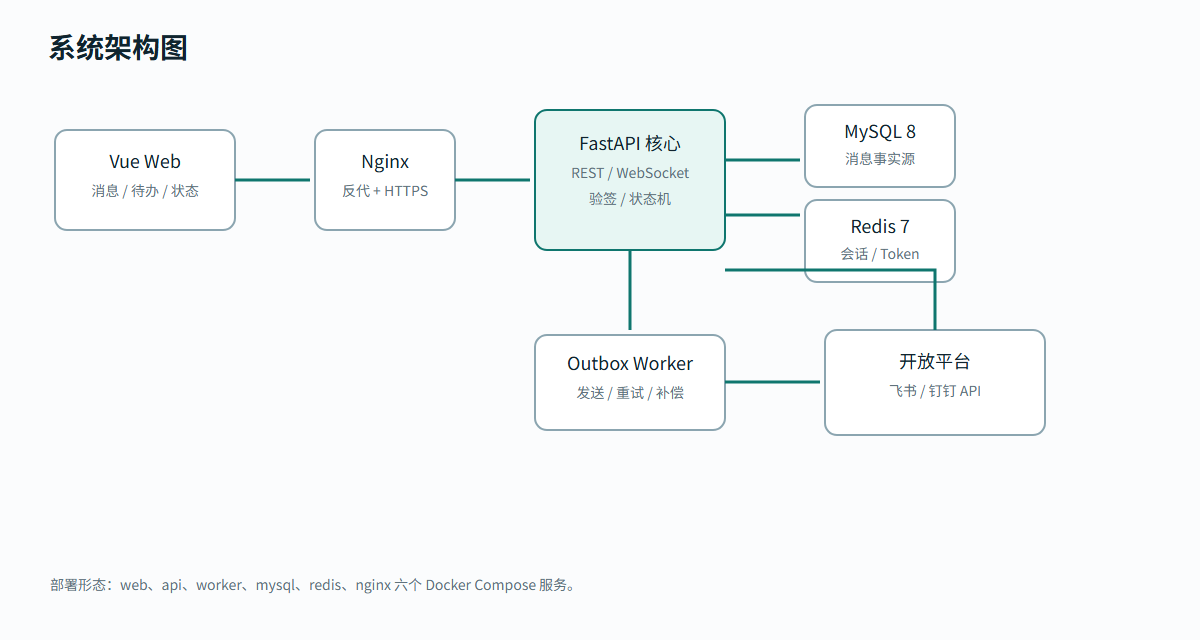 系统架构图
Vue Web
消息 / 待办 / 状态
Nginx
反代 + HTTPS
FastAPI 核心
REST / WebSocket
验签 / 状态机
MySQL 8
消息事实源
Redis 7
会话 / Token
Outbox Worker
发送 / 重试 / 补偿
开放平台
飞书 / 钉钉 API
部署形态：web、api、worker、mysql、redis、nginx 六个 Docker Compose 服务。